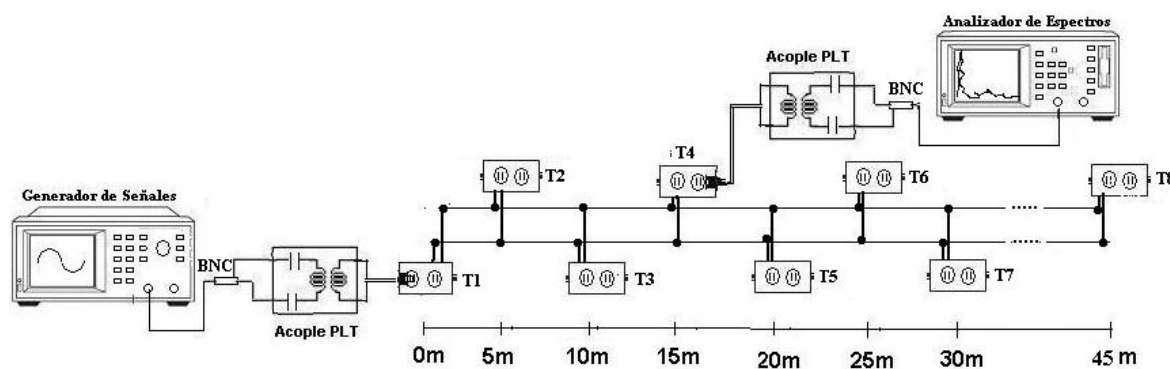 Analizador de Espectros
Acople PLT
BNC
T4
T2
T6
T8
Generador de Señales
BNC
T1
T3
T5
T7
Acople PLT
0m 5m 10m 15m 20m 25m 30m 45 m